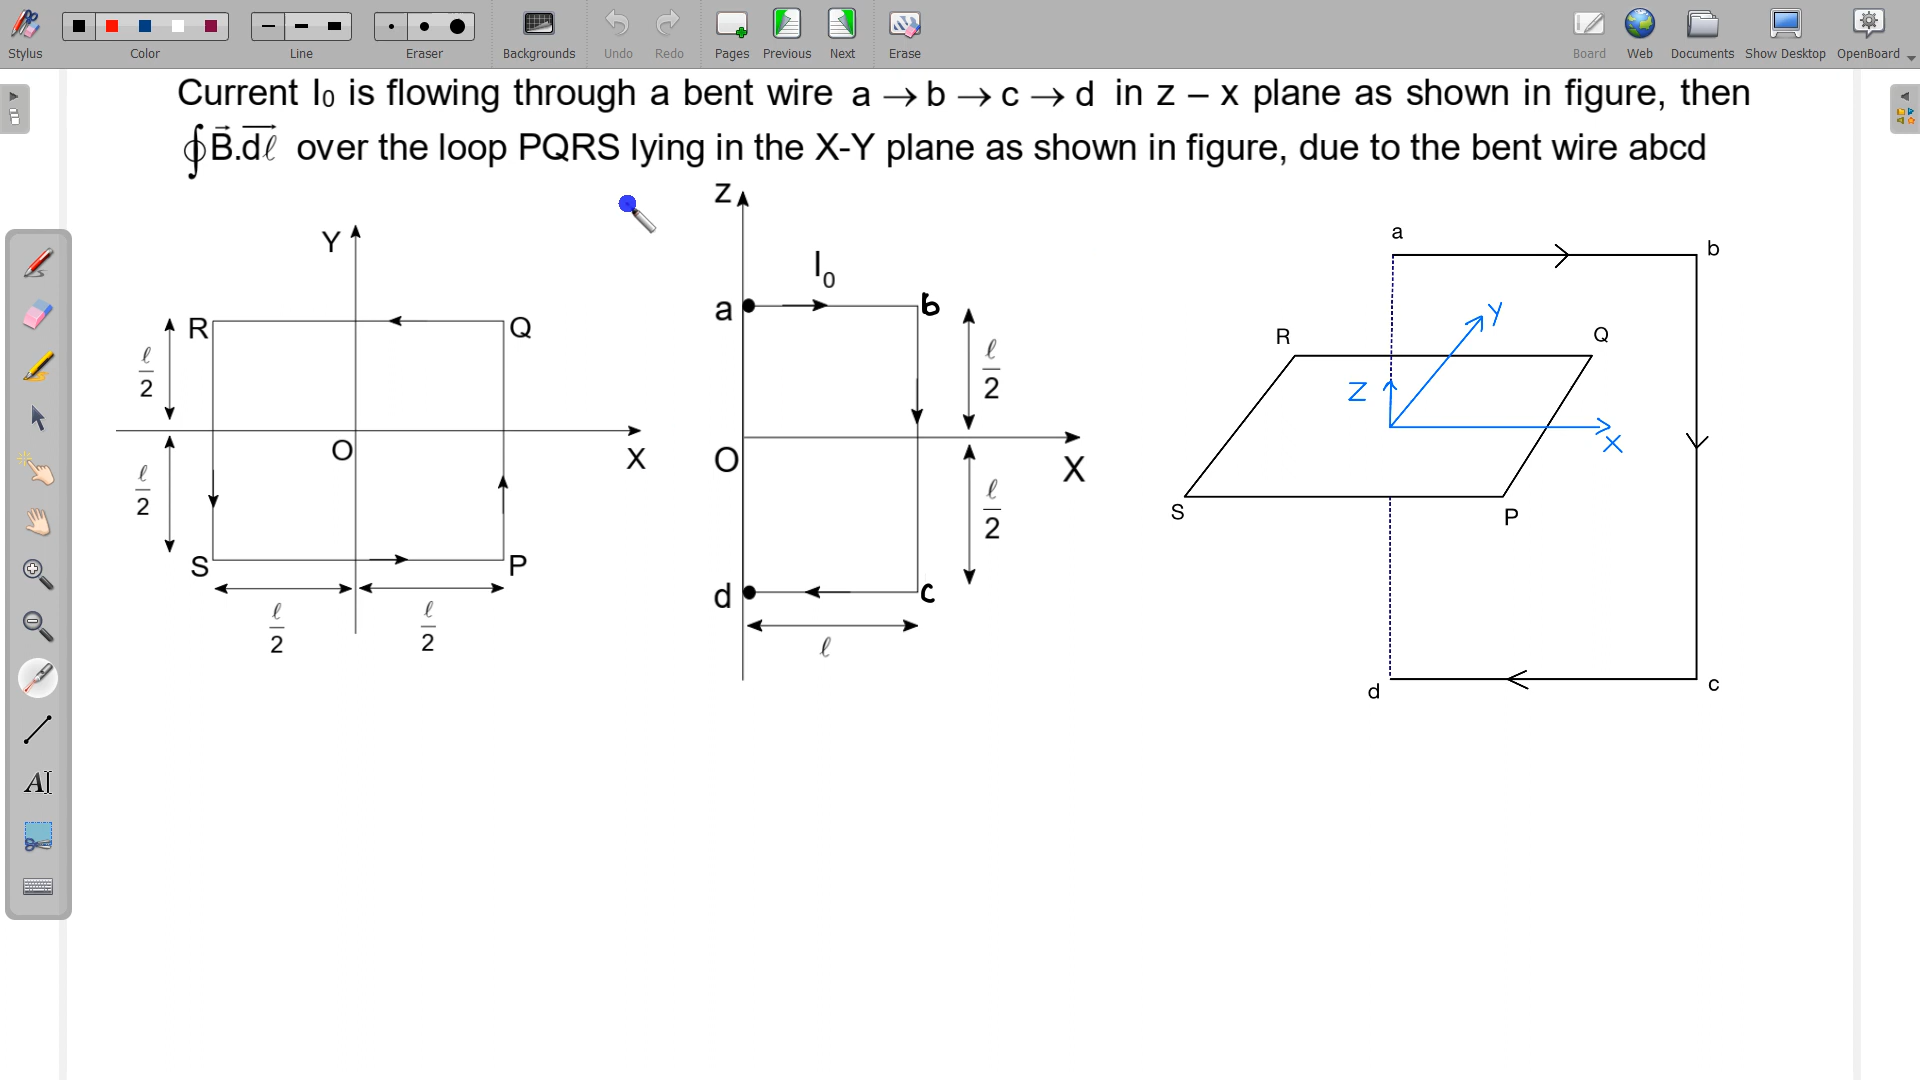 Stylus Color Line Eraser Backgrounds Undo Redo Pages Previous Next Erase Board Web Documents Show Desktop OpenBoard
Current I₀ is flowing through a bent wire a → b → c → d in z – x plane as shown in figure, then
∮B⃗.d⃗ℓ over the loop PQRS lying in the X-Y plane as shown in figure, due to the bent wire abcd
Y
R
Q
ℓ/2
O
X
ℓ/2
S
P
ℓ/2
ℓ/2
Z
I₀
a
b
ℓ/2
O
X
ℓ/2
d
c
ℓ
a
b
Y
R
Q
Z
X
S
P
d
c
AI